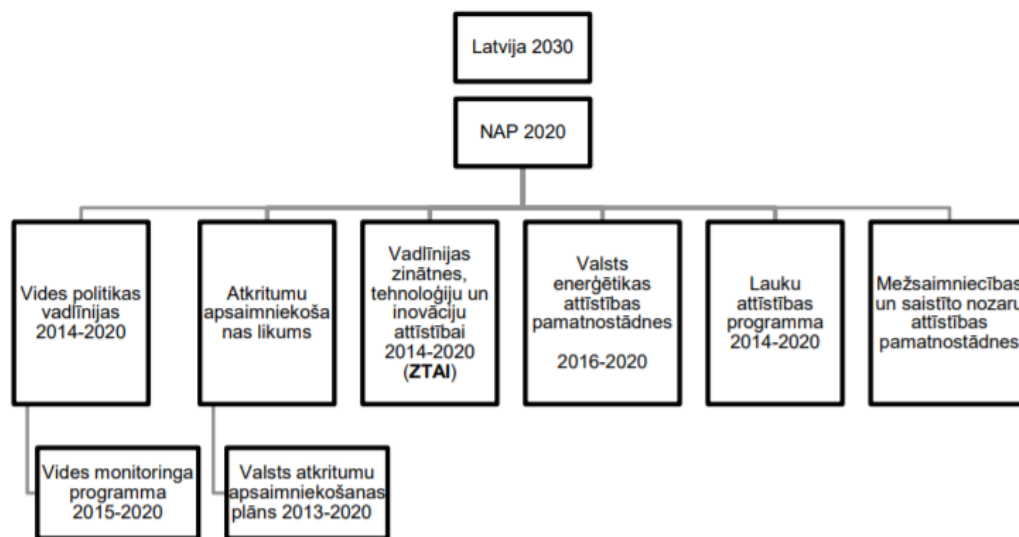 Latvija 2030
NAP 2020
Vides politikas
vadlīnijas
2014-2020
Atkritumu
apsaimniekoša
nas likums
Vadlīnijas
zinātnes,
tehnoloģiju un
inovāciju
attīstībai
2014-2020
(ZTAI)
Valsts
enerģētikas
attīstības
pamatnostādnes
2016-2020
Lauku
attīstības
programma
2014-2020
Mežsaimniecības
un saistīto nozaru
attīstības
pamatnostādnes
Vides monitoringa
programma
2015-2020
Valsts atkritumu
apsaimniekošanas
plāns 2013-2020